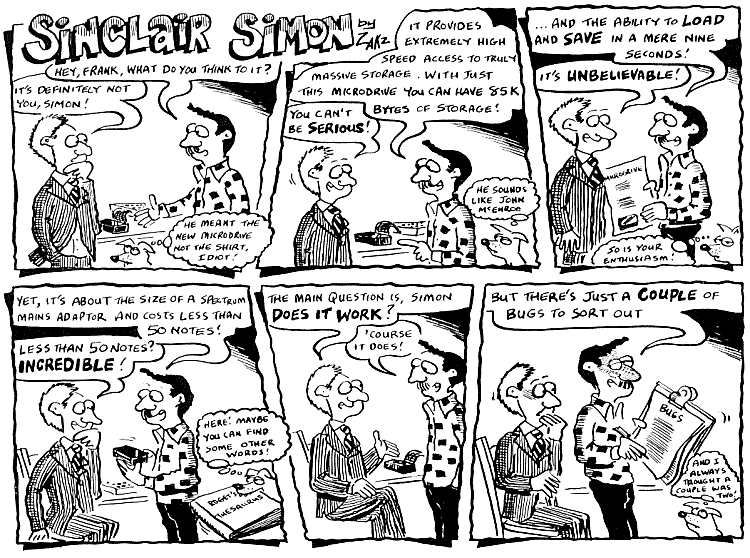 SINCLAIR SIMON
by
ZAKZ
HEY, FRANK, WHAT DO YOU THINK TO IT?
IT'S DEFINITELY NOT
YOU, SIMON!
HE MEANT THE
NEW MICRODRIVE
NOT THE SHIRT,
IDIOT!
IT PROVIDES
EXTREMELY HIGH
SPEED ACCESS TO TRULY
MASSIVE STORAGE. WITH JUST
THIS MICRODRIVE YOU CAN HAVE 85K
BYTES OF STORAGE!
YOU CAN'T
BE SERIOUS!
HE SOUNDS
LIKE JOHN
McENROE
...AND THE ABILITY TO LOAD
AND SAVE IN A MERE NINE
SECONDS!
IT'S UNBELIEVABLE!
MICRODRIVE
SO IS YOUR
ENTHUSIASM!
YET, IT'S ABOUT THE SIZE OF A SPECTRUM
MAINS ADAPTOR AND COSTS LESS THAN
50 NOTES!
LESS THAN 50 NOTES?
INCREDIBLE!
HERE! MAYBE
YOU CAN FIND
SOME OTHER
WORDS!
THESAURUS
THE MAIN QUESTION IS, SIMON
DOES IT WORK?
'COURSE
IT DOES!
BUT THERE'S JUST A COUPLE OF
BUGS TO SORT OUT
BUGS
AND I
ALWAYS
THOUGHT A
COUPLE WAS
TWO!